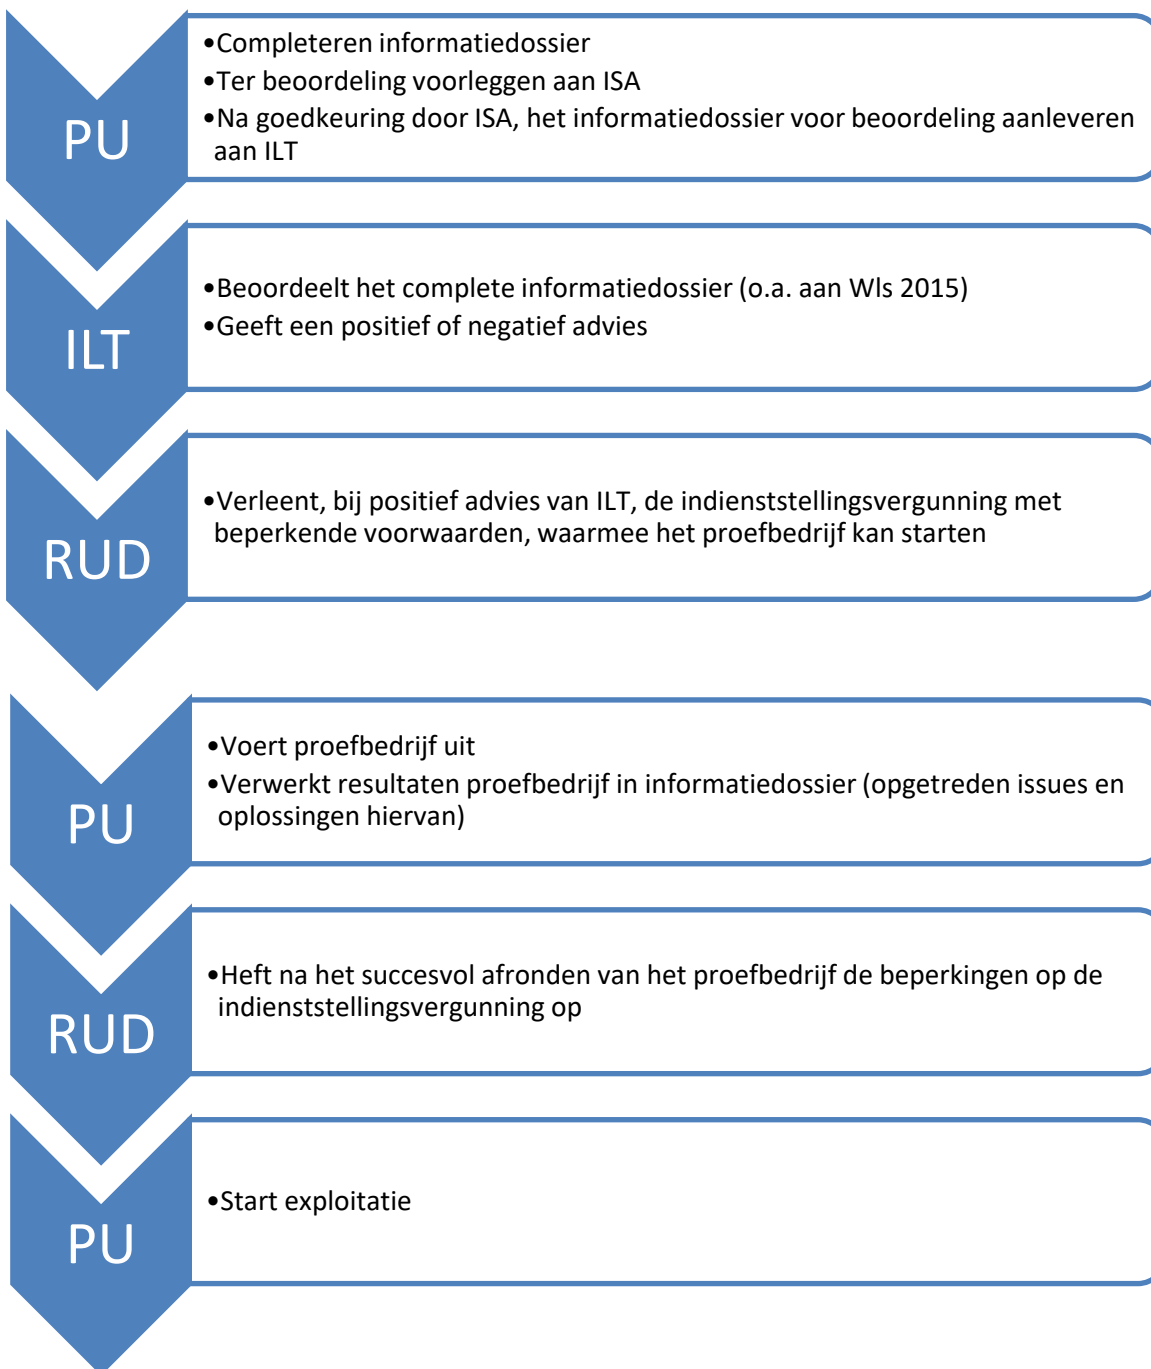 PU
•Completeren informatiedossier
•Ter beoordeling voorleggen aan ISA
•Na goedkeuring door ISA, het informatiedossier voor beoordeling aanleveren
aan ILT
ILT
•Beoordeelt het complete informatiedossier (o.a. aan Wls 2015)
•Geeft een positief of negatief advies
RUD
•Verleent, bij positief advies van ILT, de indienststellingsvergunning met
beperkende voorwaarden, waarmee het proefbedrijf kan starten
PU
•Voert proefbedrijf uit
•Verwerkt resultaten proefbedrijf in informatiedossier (opgetreden issues en
oplossingen hiervan)
RUD
•Heft na het succesvol afronden van het proefbedrijf de beperkingen op de
indienststellingsvergunning op
PU
•Start exploitatie